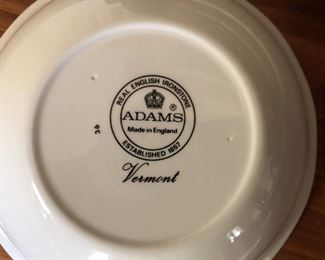 REAL ENGLISH IRONSTONE
ADAMS ®
Made in England
ESTABLISHED 1657
Vermont